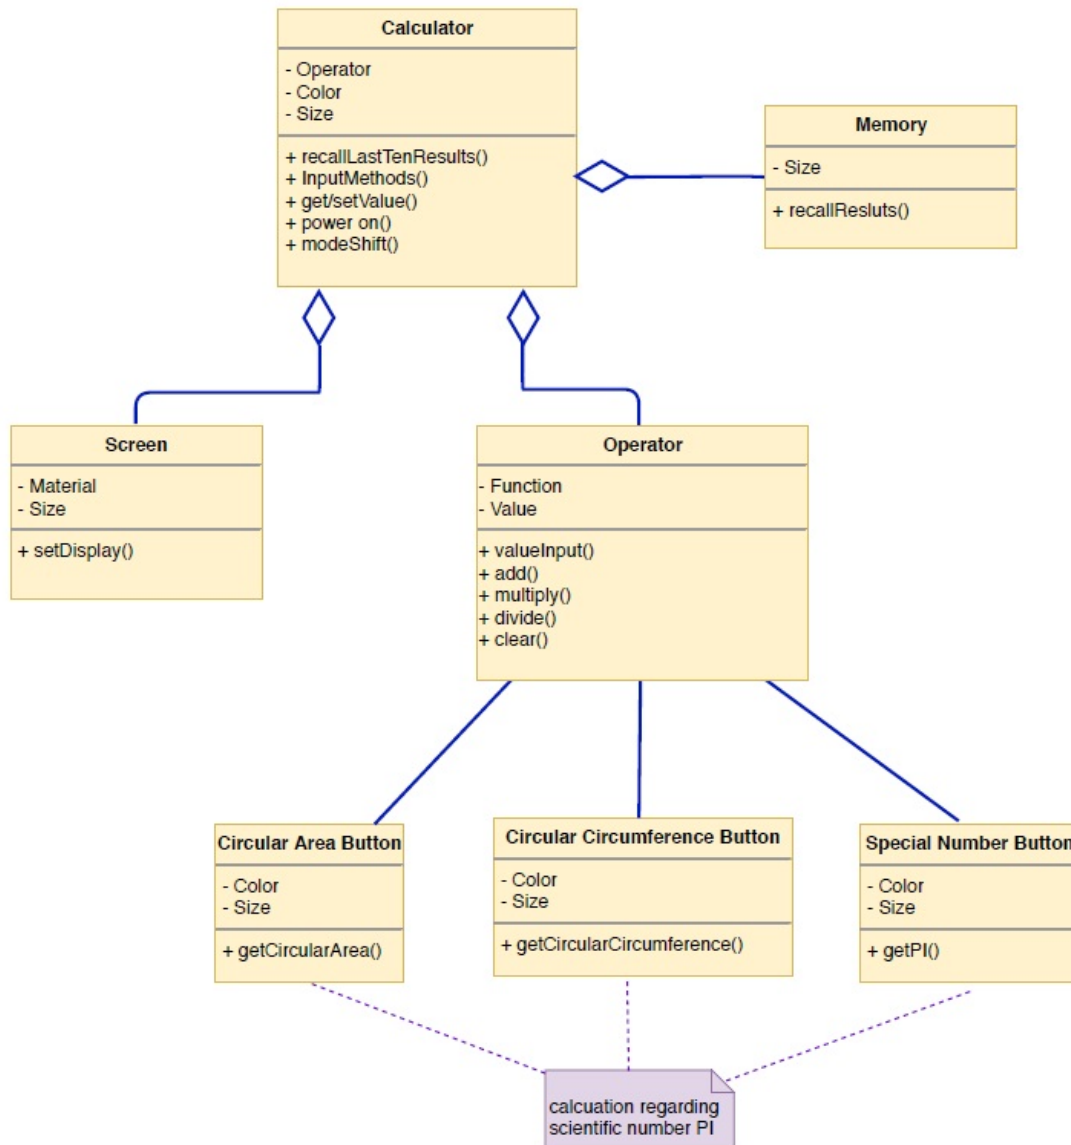 Calculator
- Operator
- Color
- Size
+ recallLastTenResults()
+ InputMethods()
+ get/setValue()
+ power on()
+ modeShift()
Memory
- Size
+ recallResluts()
Screen
- Material
- Size
+ setDisplay()
Operator
- Function
- Value
+ valueInput()
+ add()
+ multiply()
+ divide()
+ clear()
Circular Area Button
- Color
- Size
+ getCircularArea()
Circular Circumference Button
- Color
- Size
+ getCircularCircumference()
Special Number Button
- Color
- Size
+ getPI()
calcuation regarding
scientific number PI